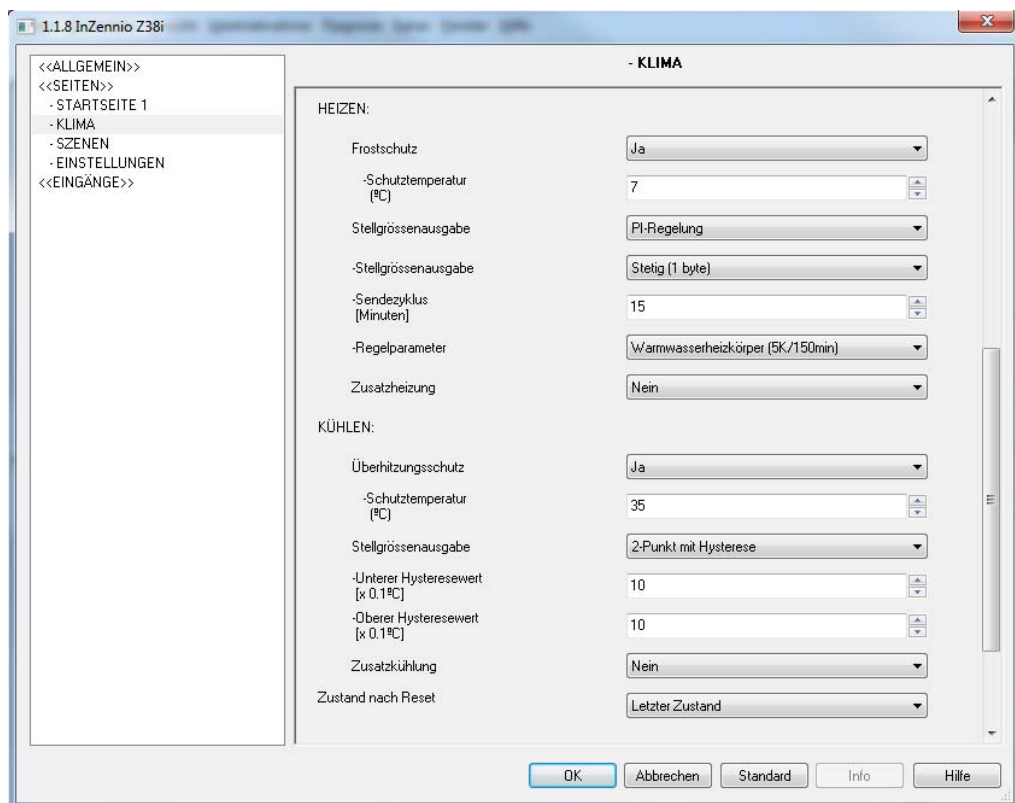 1.1.8 InZennio Z38i
<<ALLGEMEIN>>
<<SEITEN>>
- STARTSEITE 1
- KLIMA
- SZENEN
- EINSTELLUNGEN
<<EINGÄNGE>>
- KLIMA
HEIZEN:
Frostschutz Ja
-Schutztemperatur
(ºC) 7
Stellgrössenausgabe PI-Regelung
-Stellgrössenausgabe Stetig (1 byte)
-Sendezyklus
[Minuten] 15
-Regelparameter Warmwasserheizkörper (5K/150min)
Zusatzheizung Nein
KÜHLEN:
Überhitzungsschutz Ja
-Schutztemperatur
(ºC) 35
Stellgrössenausgabe 2-Punkt mit Hysterese
-Unterer Hysteresewert
[x 0.1ºC] 10
-Oberer Hysteresewert
[x 0.1ºC] 10
Zusatzkühlung Nein
Zustand nach Reset Letzter Zustand
OK Abbrechen Standard Info Hilfe